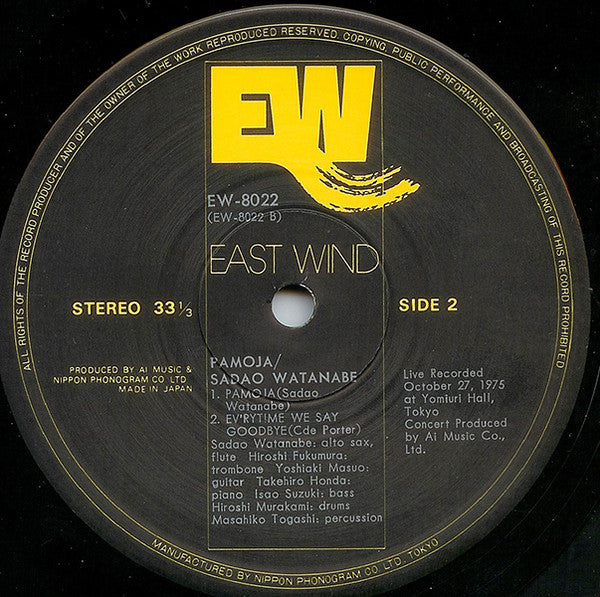 ALL RIGHTS OF THE RECORD PRODUCER AND OF THE OWNER OF THE WORK REPRODUCED RESERVED. COPYING, PUBLIC PERFORMANCE AND BROADCASTING OF THIS RECORD PROHIBITED
EW
EW-8022
(EW-8022 B)
EAST WIND
STEREO 33 1/3
SIDE 2
PRODUCED BY AI MUSIC &
NIPPON PHONOGRAM CO LTD
MADE IN JAPAN
PAMOJA/
SADAO WATANABE
1. PAMOJA(Sadao
Watanabe)
2. EV'RYTIME WE SAY
GOODBYE(Cde Porter)
Sadao Watanabe: alto sax,
flute Hiroshi Fukumura:
trombone Yoshiaki Masuo:
guitar Takehiro Honda:
piano Isao Suzuki: bass
Hiroshi Murakami: drums
Masahiko Togashi: percussion
Live Recorded
October 27, 1975
at Yomiuri Hall,
Tokyo
Concert Produced
by Ai Music Co.,
Ltd.
MANUFACTURED BY NIPPON PHONOGRAM CO. LTD. TOKYO